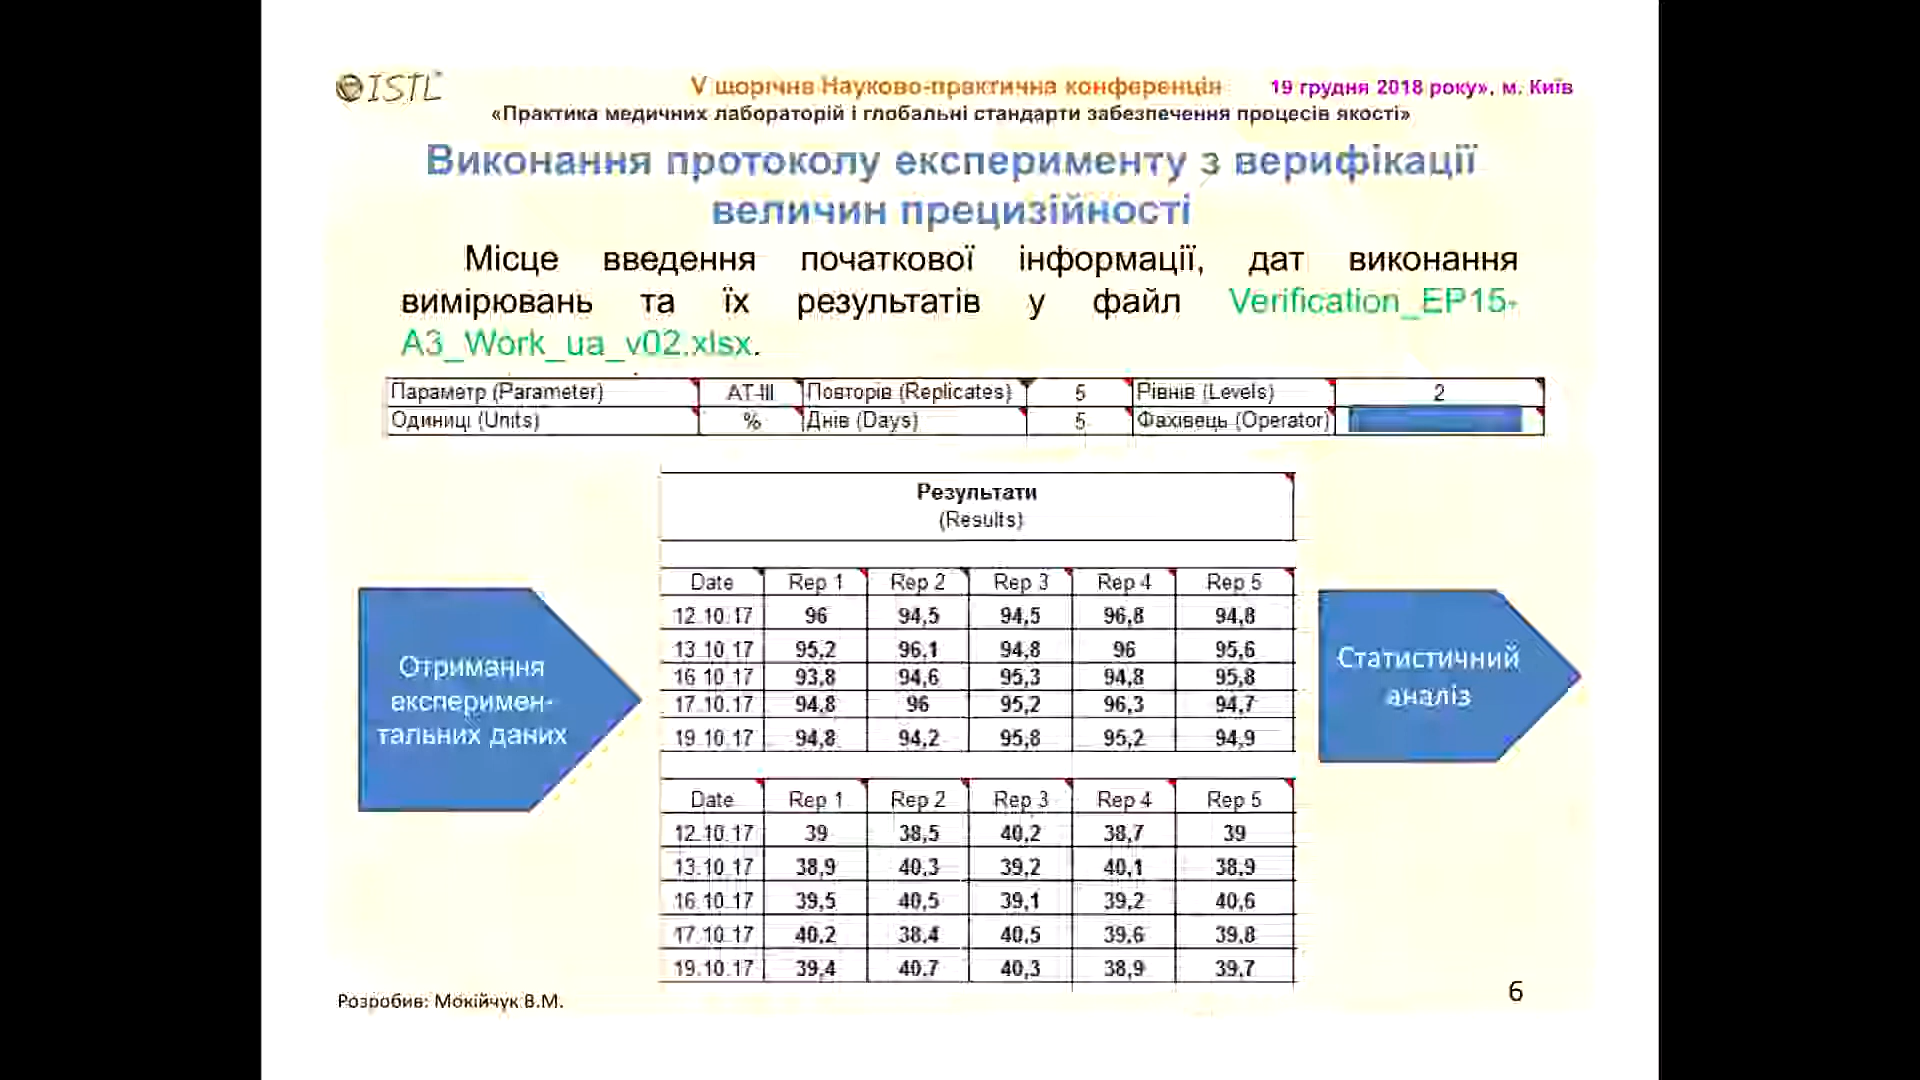 ISTL
V щорічна Науково-практична конференція 19 грудня 2018 року», м. Київ
«Практика медичних лабораторій і глобальні стандарти забезпечення процесів якості»
Виконання протоколу експерименту з верифікації
величин прецизійності
Місце введення початкової інформації, дат виконання
вимірювань та їх результатів у файл Verification_EP15-
A3_Work_ua_v02.xlsx.
Параметр (Parameter) AT-III Повторів (Replicates) 5 Рівнів (Levels) 2
Одиниці (Units) % Днів (Days) 5 Фахівець (Operator)
Результати
(Results)
Date Rep 1 Rep 2 Rep 3 Rep 4 Rep 5
12.10.17 96 94,5 94,5 96,8 94,8
13.10.17 95,2 96,1 94,8 96 95,6
16.10.17 93,8 94,6 95,3 94,8 95,8
17.10.17 94,8 96 95,2 96,3 94,7
19.10.17 94,8 94,2 95,8 95,2 94,9
Отримання
експеримен-
тальних даних
Статистичний
аналіз
Date Rep 1 Rep 2 Rep 3 Rep 4 Rep 5
12.10.17 39 38,5 40,2 38,7 39
13.10.17 38,9 40,3 39,2 40,1 38,9
16.10.17 39,5 40,5 39,1 39,2 40,6
17.10.17 40,2 38,4 40,5 39,6 39,8
19.10.17 39,4 40,7 40,3 38,9 39,7
Розробив: Мокійчук В.М.
6